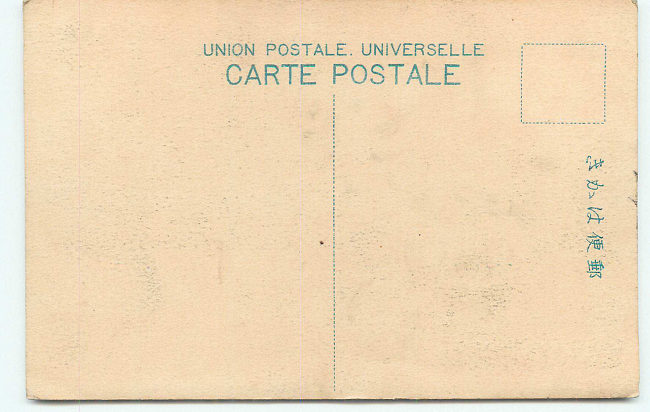 UNION POSTALE. UNIVERSELLE
CARTE POSTALE
郵便はかき